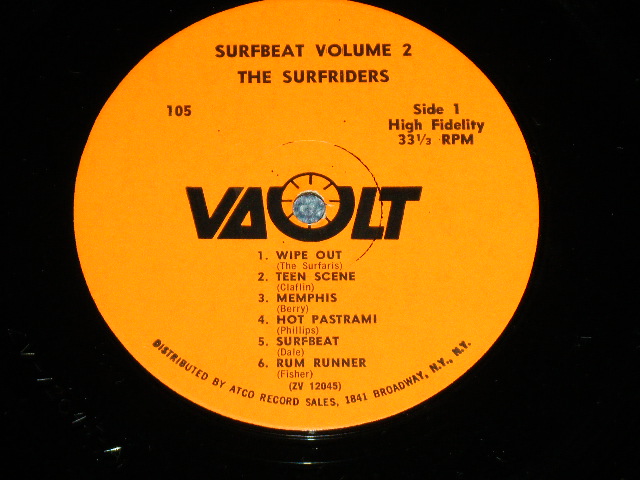 SURFBEAT VOLUME 2
THE SURFRIDERS
105
Side 1
High Fidelity
33⅓ RPM
VAULT
1. WIPE OUT
(The Surfaris)
2. TEEN SCENE
(Claflin)
3. MEMPHIS
(Berry)
4. HOT PASTRAMI
(Phillips)
5. SURFBEAT
(Dale)
6. RUM RUNNER
(Fisher)
(ZV 12045)
DISTRIBUTED BY ATCO RECORD SALES, 1841 BROADWAY, N.Y., N.Y.